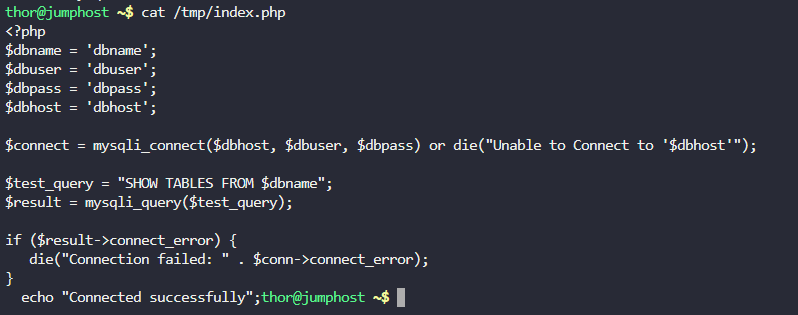 thor@jumphost ~$ cat /tmp/index.php
<?php
$dbname = 'dbname';
$dbuser = 'dbuser';
$dbpass = 'dbpass';
$dbhost = 'dbhost';

$connect = mysqli_connect($dbhost, $dbuser, $dbpass) or die("Unable to Connect to '$dbhost'");

$test_query = "SHOW TABLES FROM $dbname";
$result = mysqli_query($test_query);

if ($result->connect_error) {
   die("Connection failed: " . $conn->connect_error);
}
  echo "Connected successfully";thor@jumphost ~$